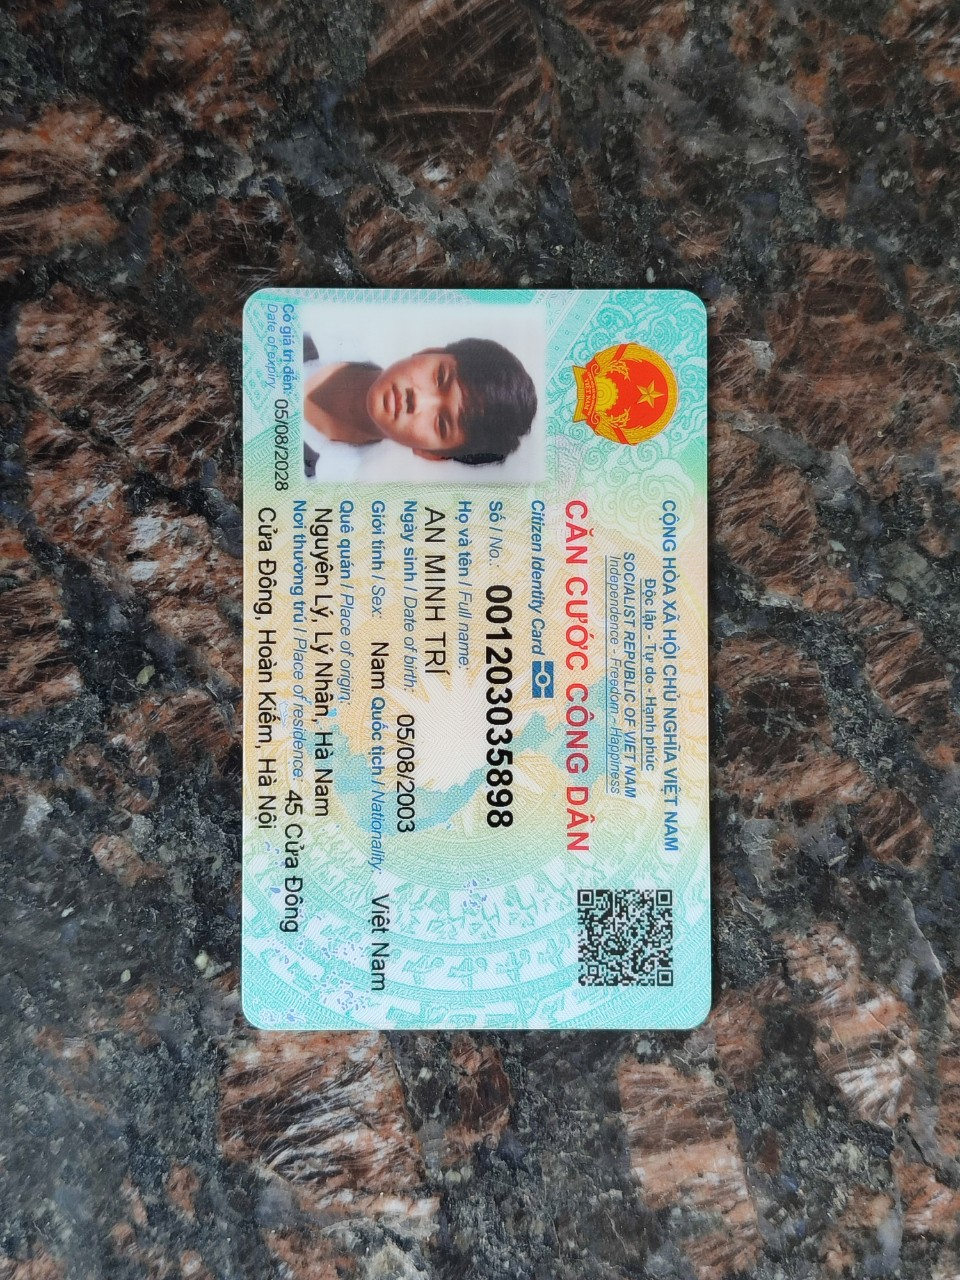 CỘNG HÒA XÃ HỘI CHỦ NGHĨA VIỆT NAM
Độc lập - Tự do - Hạnh phúc
SOCIALIST REPUBLIC OF VIET NAM
Independence - Freedom - Happiness
CĂN CƯỚC CÔNG DÂN
Citizen Identity Card
Số / No.: 001203035898
Họ và tên / Full name:
AN MINH TRÍ
Ngày sinh / Date of birth: 05/08/2003
Giới tính / Sex: Nam Quốc tịch / Nationality: Việt Nam
Quê quán / Place of origin:
Nguyên Lý, Lý Nhân, Hà Nam
Nơi thường trú / Place of residence: 45 Cửa Đông
Cửa Đông, Hoàn Kiếm, Hà Nội
Có giá trị đến: 05/08/2028
Date of expiry
VIỆT NAM